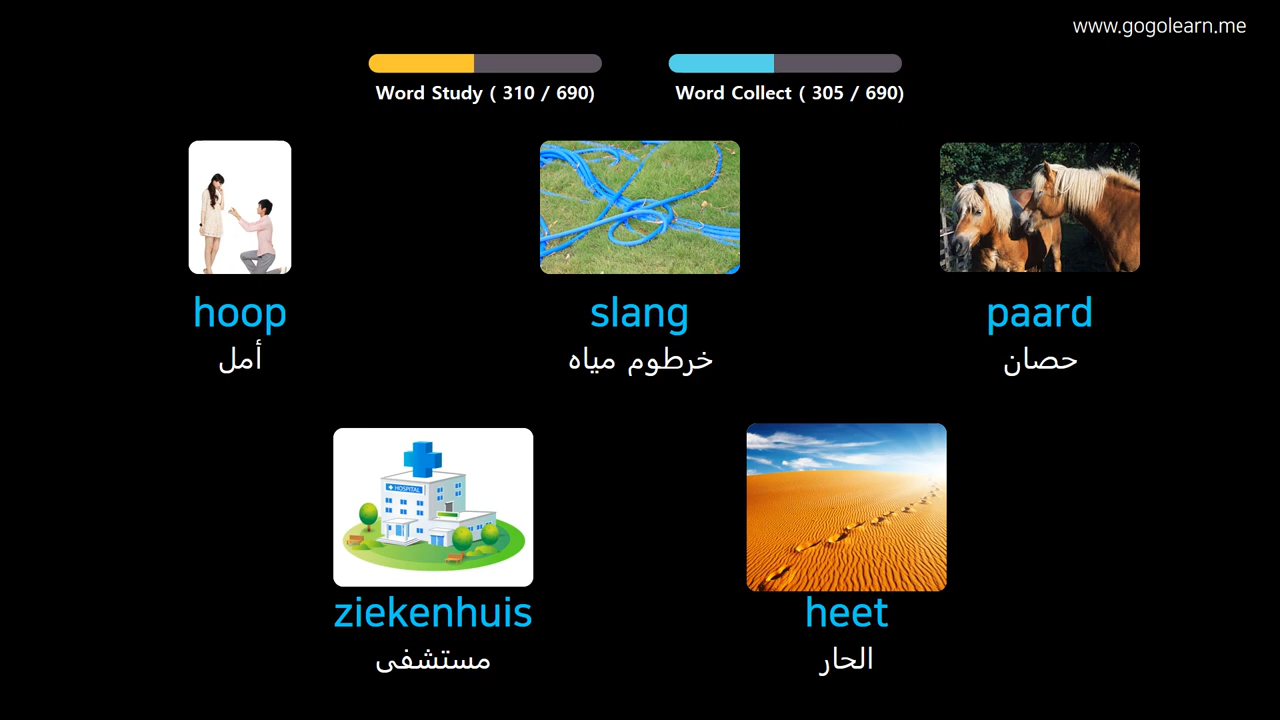 www.gogolearn.me
Word Study ( 310 / 690)
Word Collect ( 305 / 690)
hoop
أمل
slang
خرطوم مياه
paard
حصان
HOSPITAL
ziekenhuis
مستشفى
heet
الحار